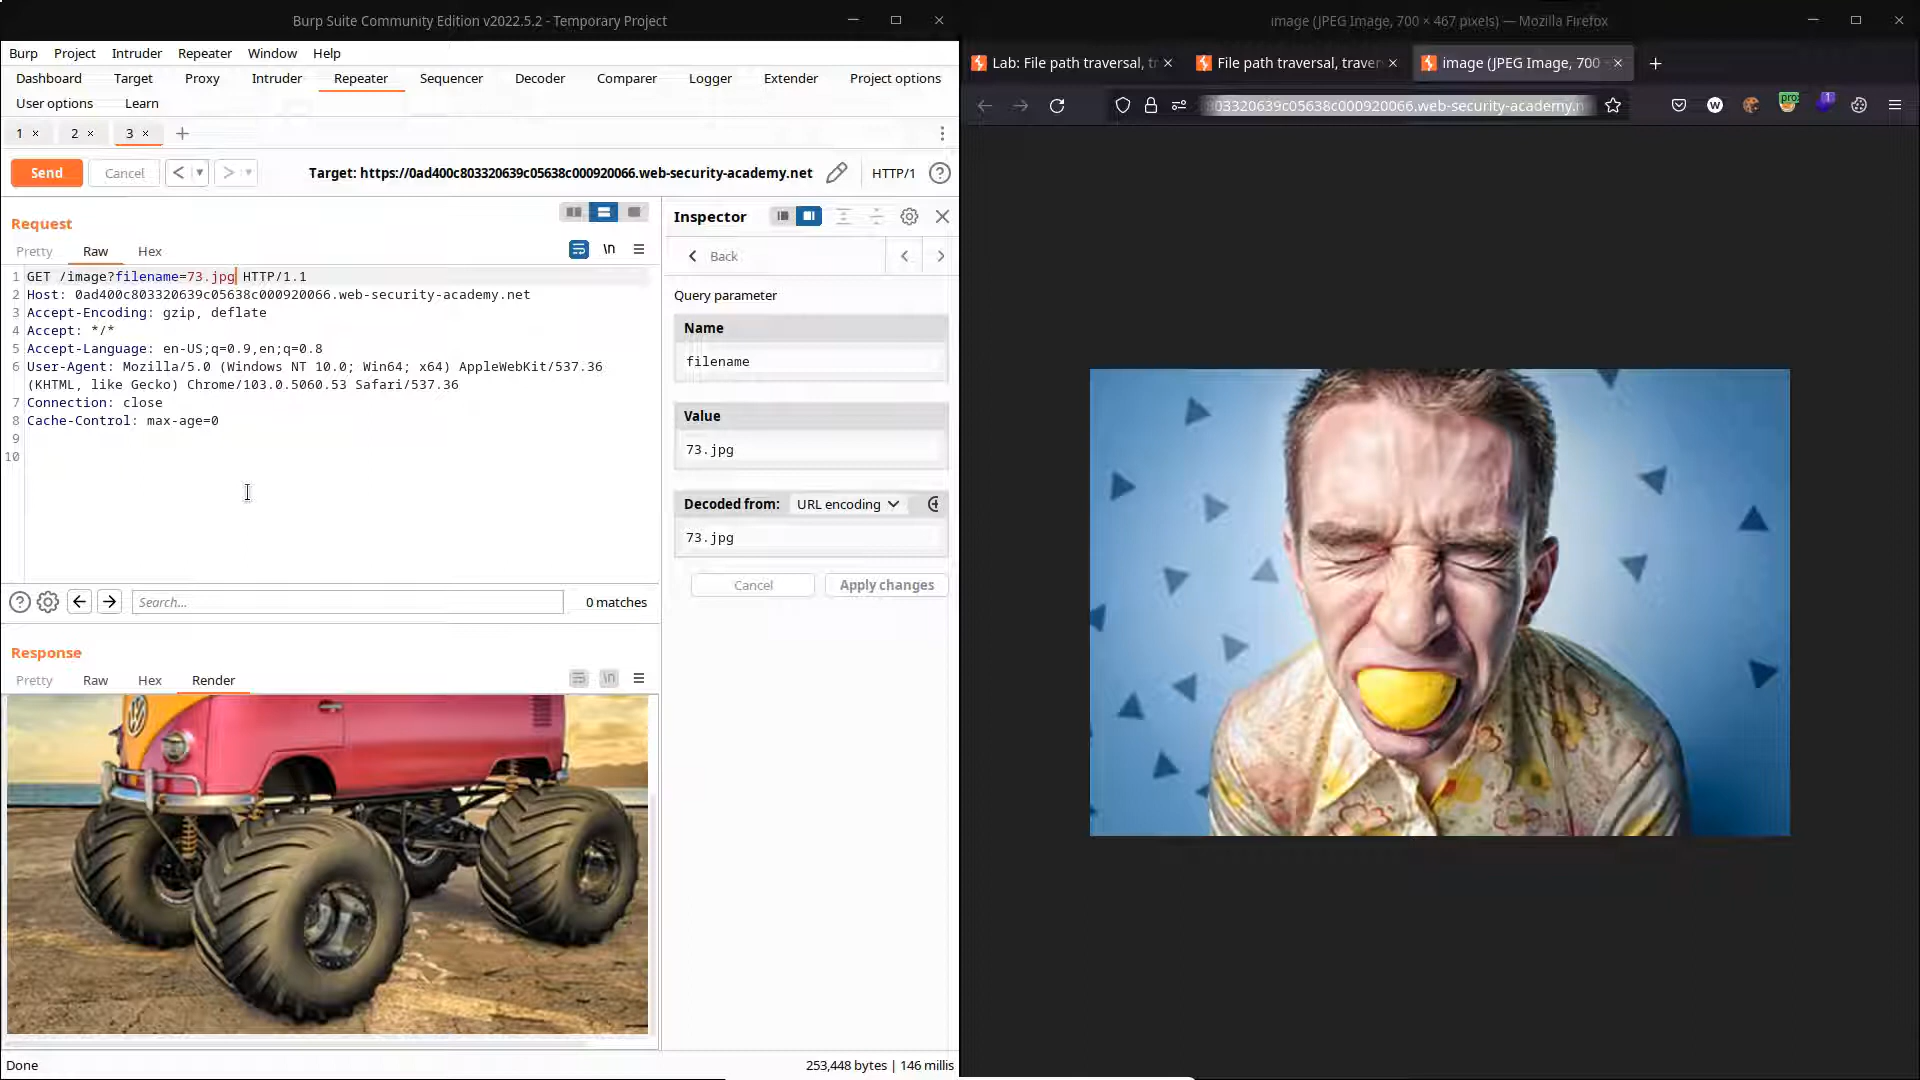 Burp Suite Community Edition v2022.5.2 - Temporary Project
Burp Project Intruder Repeater Window Help
Dashboard Target Proxy Intruder Repeater Sequencer Decoder Comparer Logger Extender Project options
User options Learn
1 × 2 × 3 × +
Send Cancel < > Target: https://0ad400c803320639c05638c000920066.web-security-academy.net HTTP/1 ?
Request
Pretty Raw Hex \n
1 GET /image?filename=73.jpg HTTP/1.1
2 Host: 0ad400c803320639c05638c000920066.web-security-academy.net
3 Accept-Encoding: gzip, deflate
4 Accept: */*
5 Accept-Language: en-US;q=0.9,en;q=0.8
6 User-Agent: Mozilla/5.0 (Windows NT 10.0; Win64; x64) AppleWebKit/537.36
(KHTML, like Gecko) Chrome/103.0.5060.53 Safari/537.36
7 Connection: close
8 Cache-Control: max-age=0
9
10
Search... 0 matches
Response
Pretty Raw Hex Render \n
Done
253,448 bytes | 146 millis
Inspector
Back
Query parameter
Name
filename
Value
73.jpg
Decoded from: URL encoding
73.jpg
Cancel Apply changes
image (JPEG Image, 700 × 467 pixels) — Mozilla Firefox
Lab: File path traversal, × File path traversal, × image (JPEG Image, 700 × +
803320639c05638c000920066.web-security-academy.n